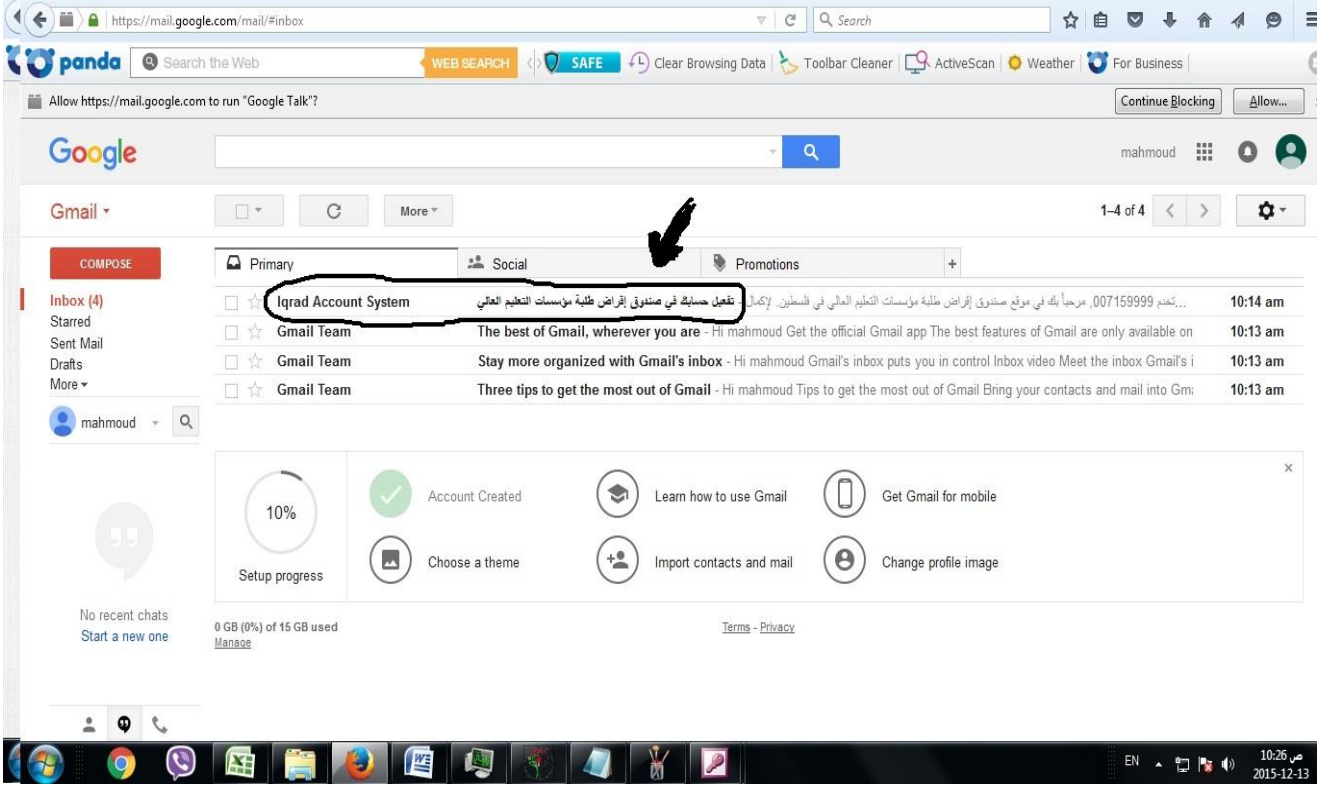 https://mail.google.com/mail/#inbox
Search
panda Search the Web WEB SEARCH SAFE Clear Browsing Data Toolbar Cleaner ActiveScan Weather For Business
Allow https://mail.google.com to run "Google Talk"? Continue Blocking Allow...
Google mahmoud
Gmail More 1–4 of 4
COMPOSE Primary Social Promotions +
Inbox (4)
Starred
Sent Mail
Drafts
More
mahmoud
Iqrad Account System تفعيل حسابك في صندوق إقراض طلبة مؤسسات التعليم العالي - تخدم 007159999, مرحباً بك في موقع صندوق إقراض طلبة مؤسسات التعليم العالي في فلسطين. لإكمال... 10:14 am
Gmail Team The best of Gmail, wherever you are - Hi mahmoud Get the official Gmail app The best features of Gmail are only available on 10:13 am
Gmail Team Stay more organized with Gmail's inbox - Hi mahmoud Gmail's inbox puts you in control Inbox video Meet the inbox Gmail's i 10:13 am
Gmail Team Three tips to get the most out of Gmail - Hi mahmoud Tips to get the most out of Gmail Bring your contacts and mail into Gma 10:13 am
10%
Setup progress
Account Created Learn how to use Gmail Get Gmail for mobile
Choose a theme Import contacts and mail Change profile image
x
No recent chats
Start a new one
0 GB (0%) of 15 GB used
Manage
Terms - Privacy
EN
10:26 ص
2015-12-13